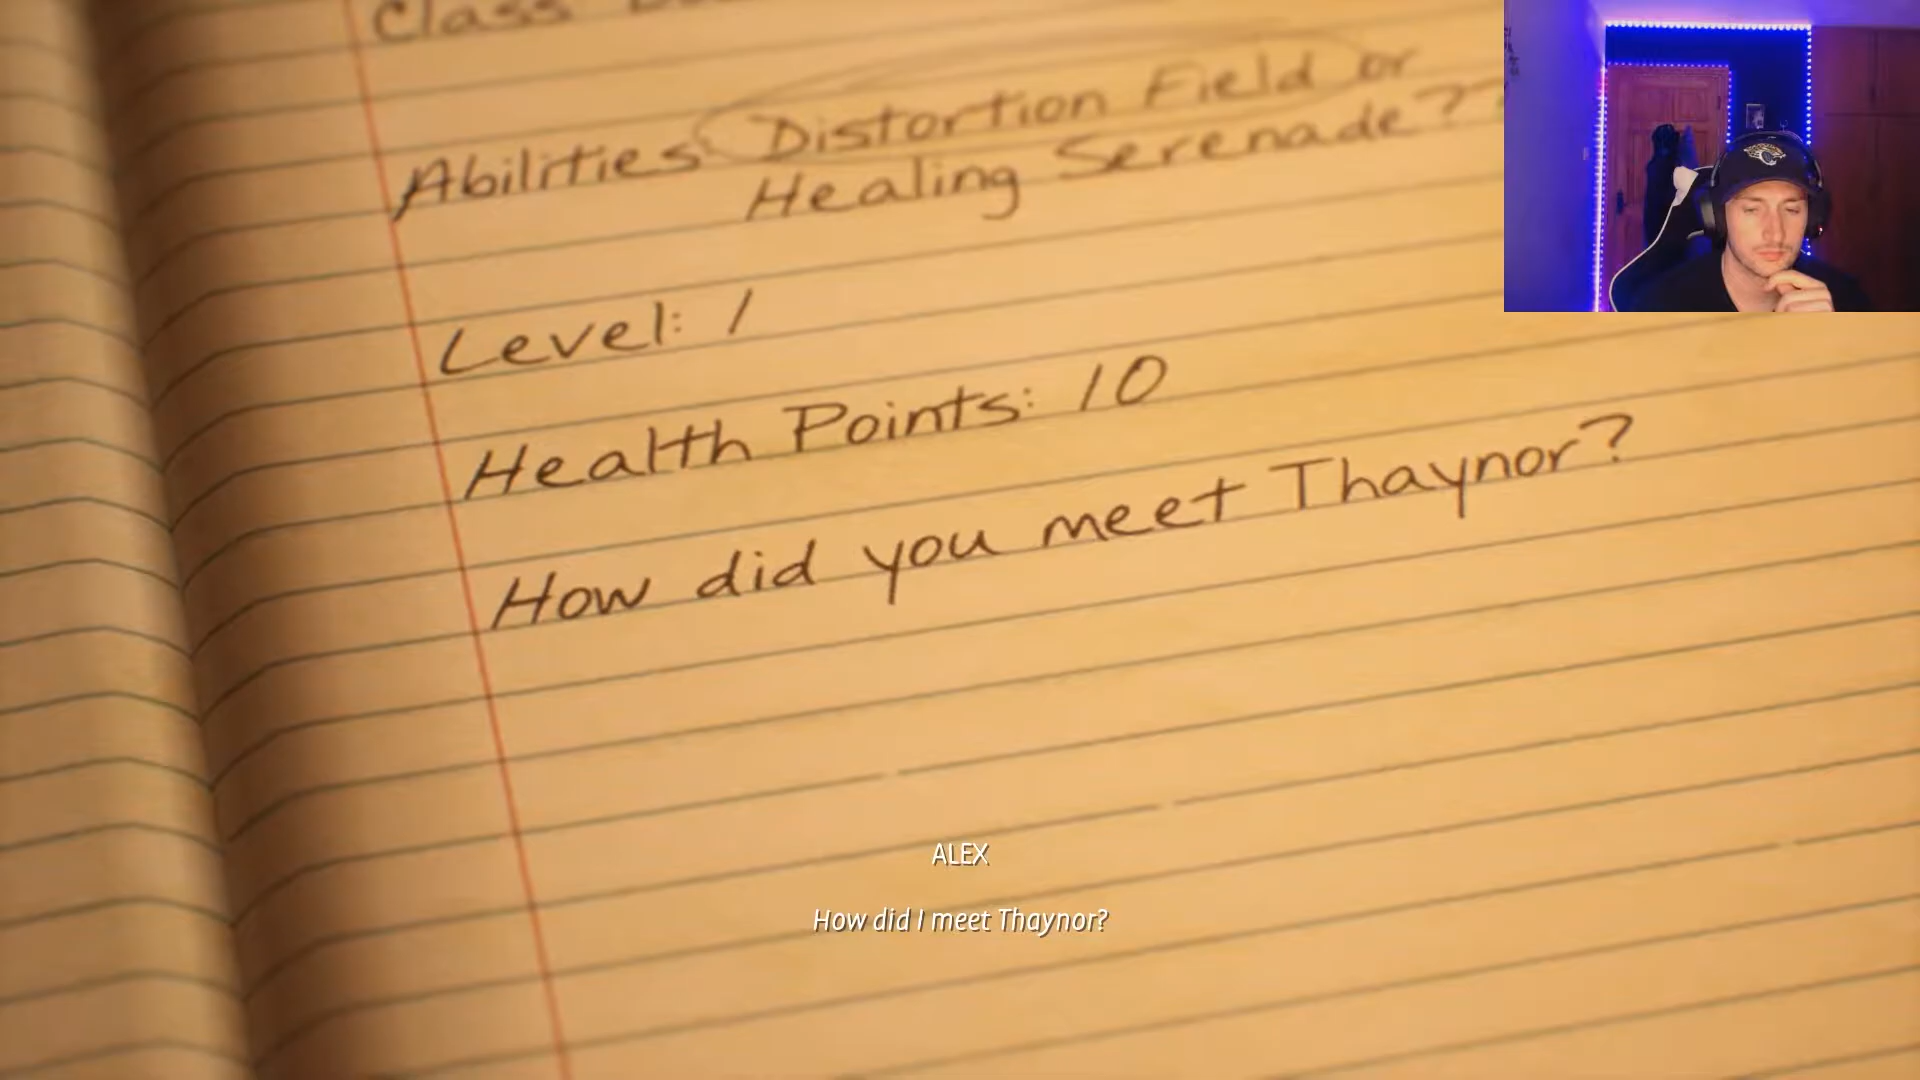 Class
Abilities Distortion Field or
Healing Serenade??
Level: 1
Health Points: 10
How did you meet Thaynor?
ALEX
How did I meet Thaynor?